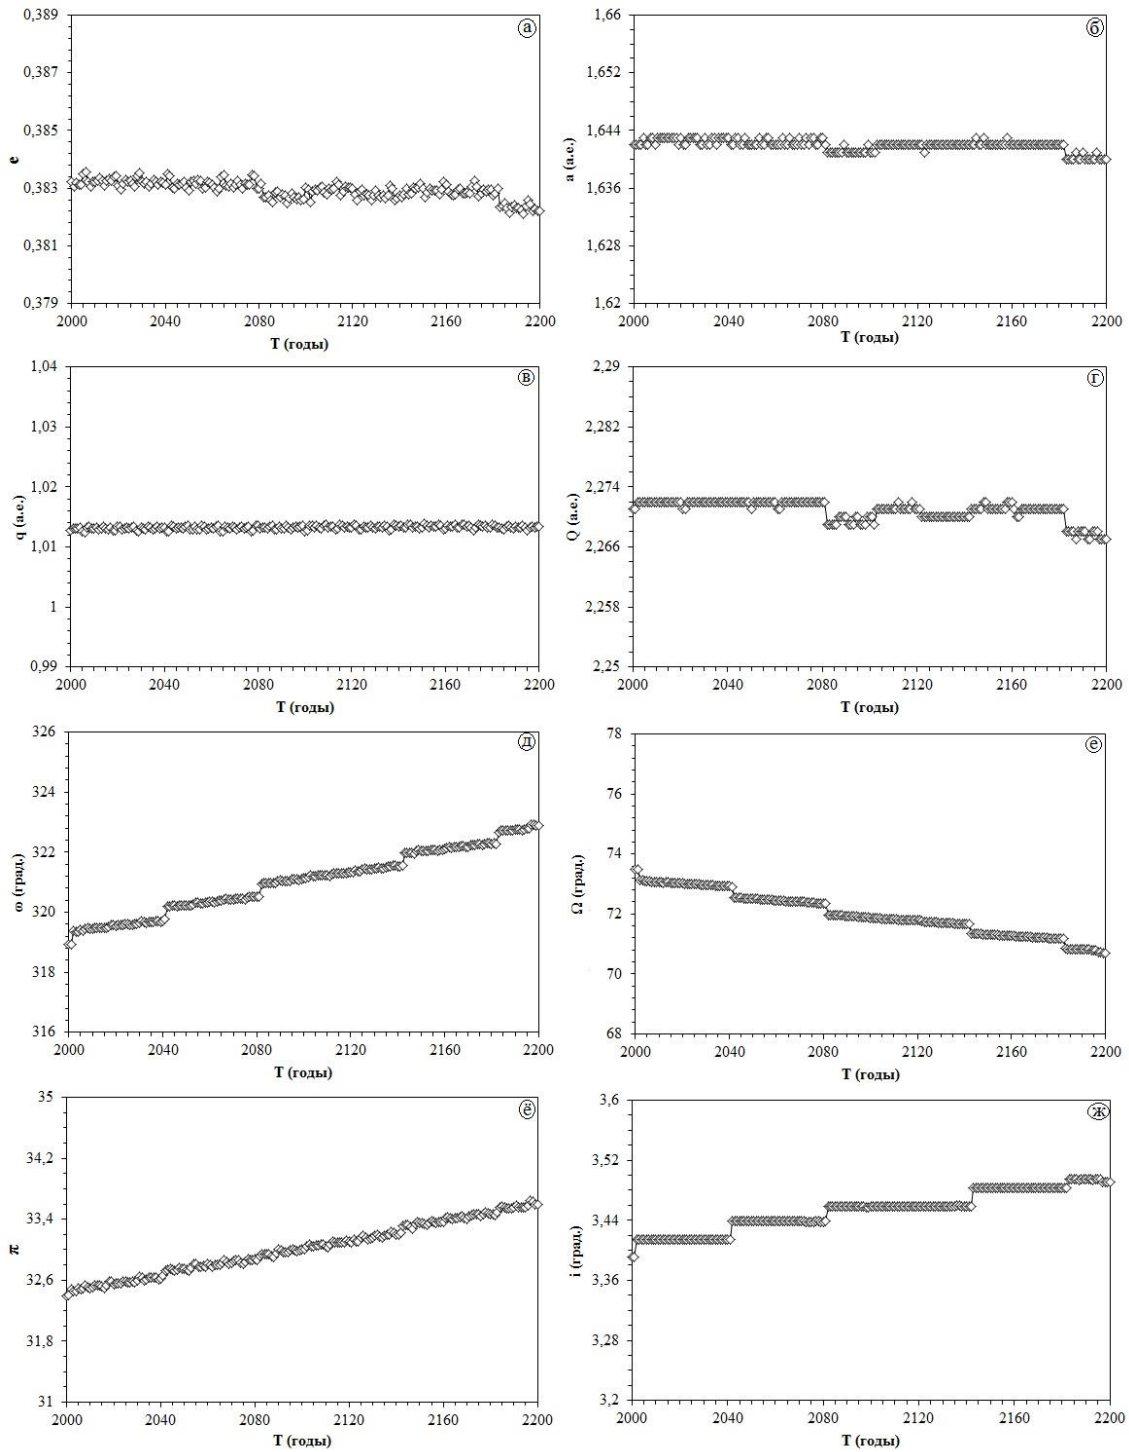 0,389
0,387
0,385
0,383
0,381
0,379
e
а
2000 2040 2080 2120 2160 2200
T (годы)
1,66
1,652
1,644
1,636
1,628
1,62
a (а.е.)
б
2000 2040 2080 2120 2160 2200
T (годы)
1,04
1,03
1,02
1,01
1
0,99
q (а.е.)
в
2000 2040 2080 2120 2160 2200
T (годы)
2,29
2,282
2,274
2,266
2,258
2,25
Q (а.е.)
г
2000 2040 2080 2120 2160 2200
T (годы)
326
324
322
320
318
316
ω (град.)
д
2000 2040 2080 2120 2160 2200
T (годы)
78
76
74
72
70
68
Ω (град.)
е
2000 2040 2080 2120 2160 2200
T (годы)
35
34,2
33,4
32,6
31,8
31
π
ё
2000 2040 2080 2120 2160 2200
T (годы)
3,6
3,52
3,44
3,36
3,28
3,2
i (град.)
ж
2000 2040 2080 2120 2160 2200
T (годы)